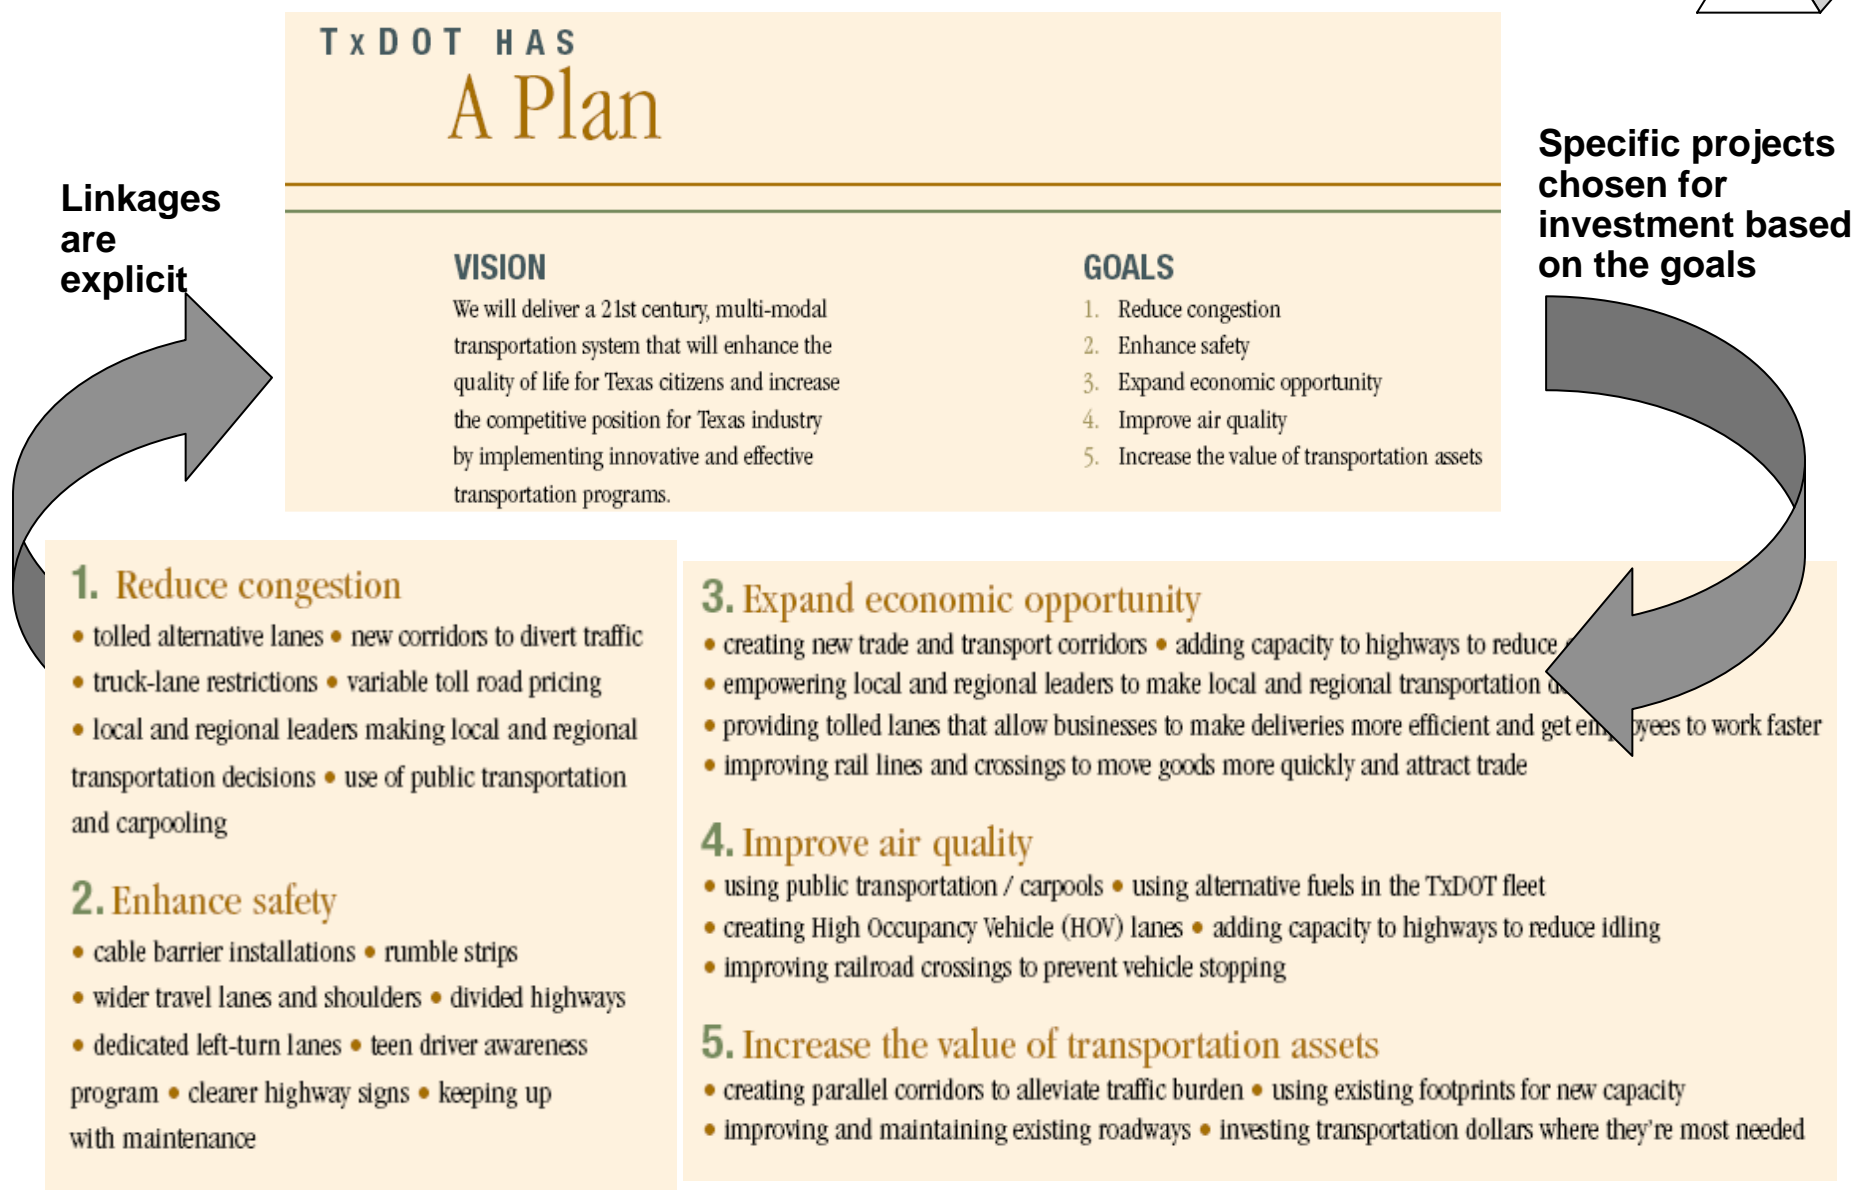 TxDOT HAS
A Plan
Linkages
are
explicit
Specific projects
chosen for
investment based
on the goals
VISION
We will deliver a 21st century, multi-modal
transportation system that will enhance the
quality of life for Texas citizens and increase
the competitive position for Texas industry
by implementing innovative and effective
transportation programs.
GOALS
1. Reduce congestion
2. Enhance safety
3. Expand economic opportunity
4. Improve air quality
5. Increase the value of transportation assets
1. Reduce congestion
• tolled alternative lanes • new corridors to divert traffic
• truck-lane restrictions • variable toll road pricing
• local and regional leaders making local and regional
transportation decisions • use of public transportation
and carpooling
2. Enhance safety
• cable barrier installations • rumble strips
• wider travel lanes and shoulders • divided highways
• dedicated left-turn lanes • teen driver awareness
program • clearer highway signs • keeping up
with maintenance
3. Expand economic opportunity
• creating new trade and transport corridors • adding capacity to highways to reduce
• empowering local and regional leaders to make local and regional transportation
• providing tolled lanes that allow businesses to make deliveries more efficient and get to work faster
• improving rail lines and crossings to move goods more quickly and attract trade
4. Improve air quality
• using public transportation / carpools • using alternative fuels in the TxDOT fleet
• creating High Occupancy Vehicle (HOV) lanes • adding capacity to highways to reduce idling
• improving railroad crossings to prevent vehicle stopping
5. Increase the value of transportation assets
• creating parallel corridors to alleviate traffic burden • using existing footprints for new capacity
• improving and maintaining existing roadways • investing transportation dollars where they're most needed